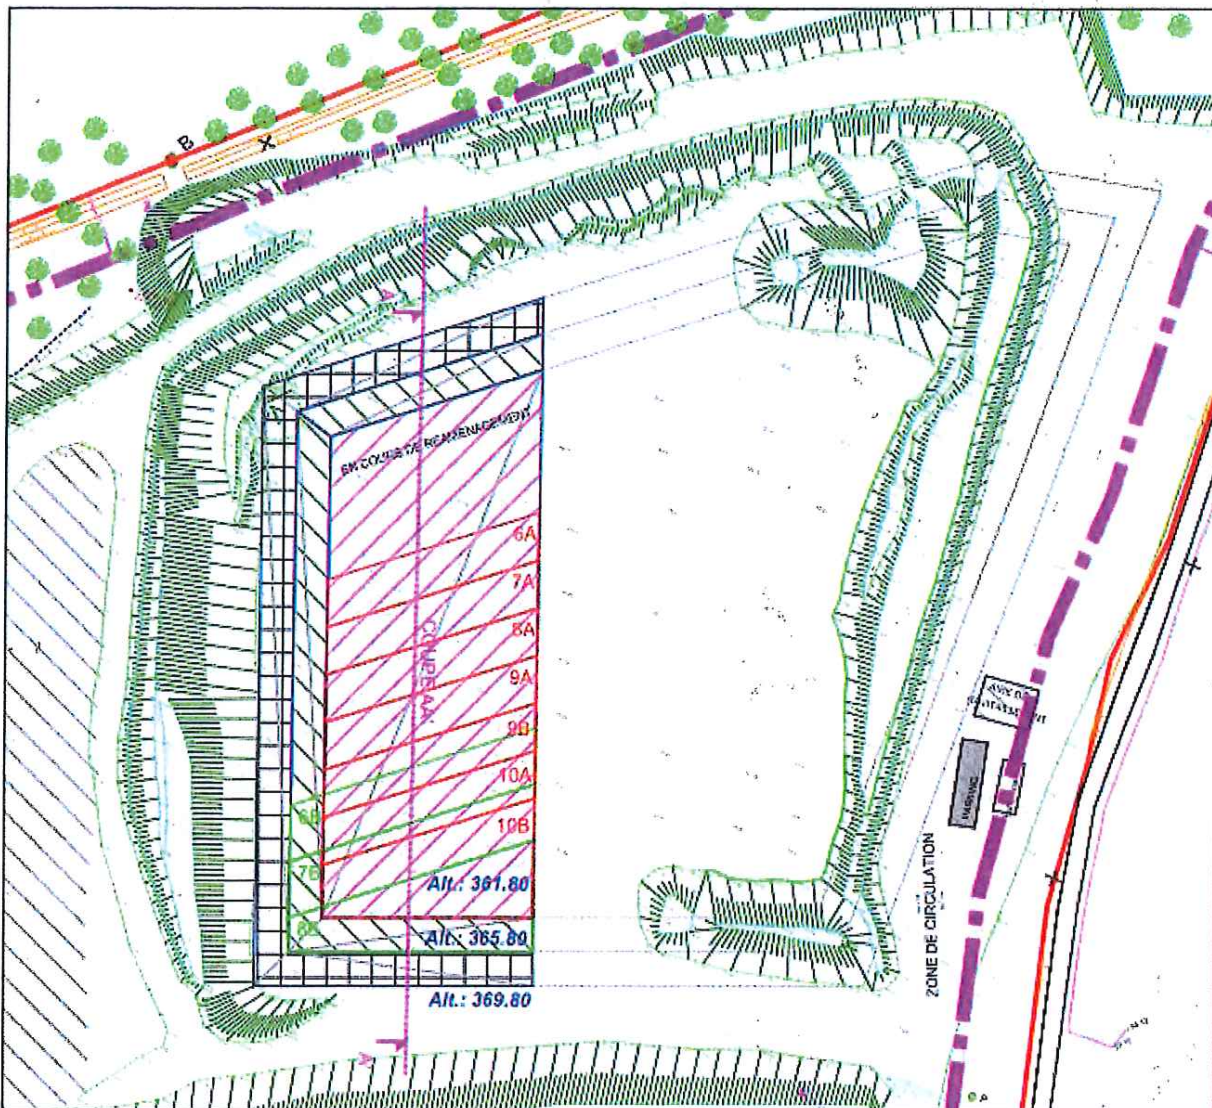 B
A
EN COURS DE REAMENAGEMENT
6A
7A
8A
9A
9B
10A
10B
6B
7B
8B
COUPE AA'
Alt.: 361.80
Alt.: 365.80
Alt.: 369.80
PARKING
ZONE DE CIRCULATION
A